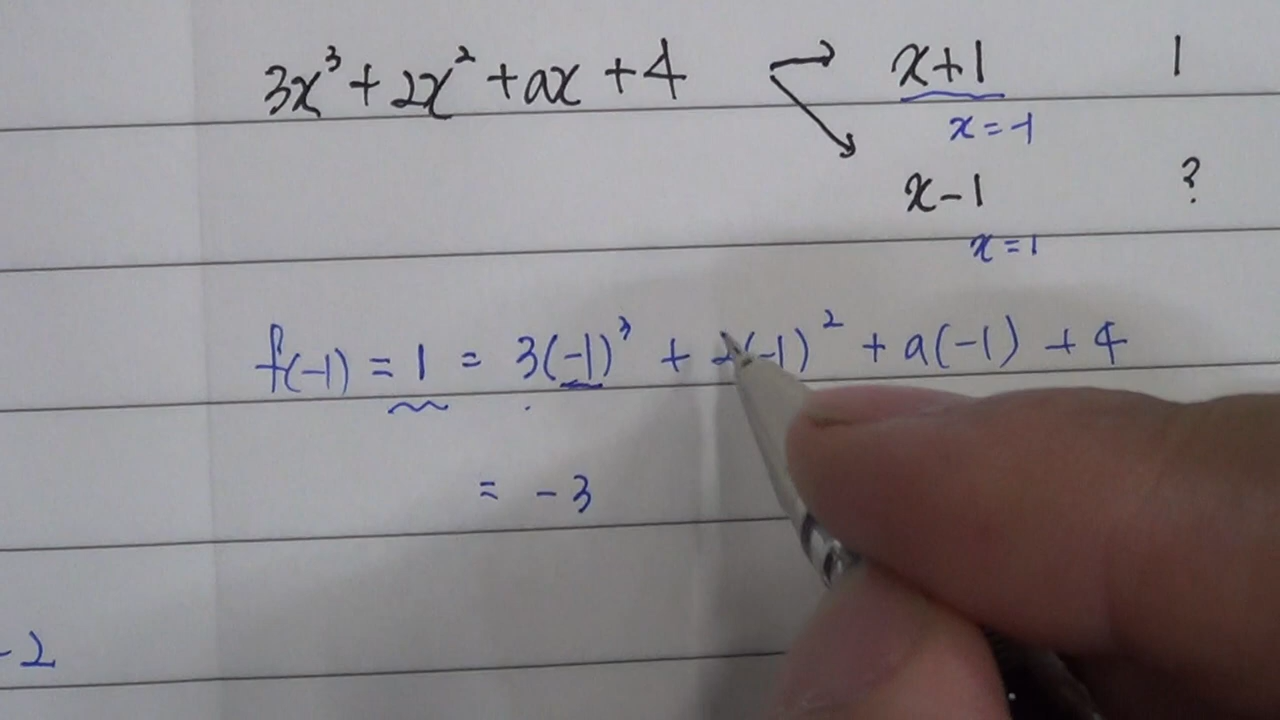 3x³ + 2x² + ax + 4 x+1 1
x = -1
x-1 ?
x = 1
f(-1) = 1 = 3(-1)³ + 2(-1)² + a(-1) + 4
= -3
-2